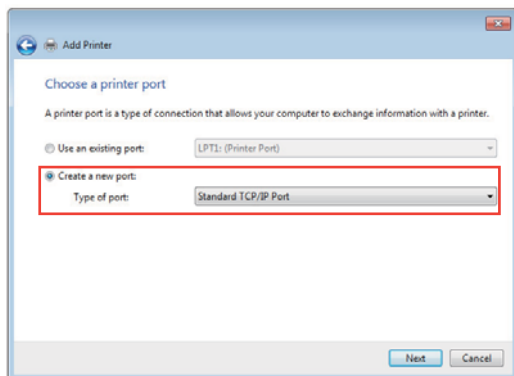 Add Printer
Choose a printer port
A printer port is a type of connection that allows your computer to exchange information with a printer.
Use an existing port: LPT1: (Printer Port)
Create a new port:
Type of port: Standard TCP/IP Port
Next Cancel